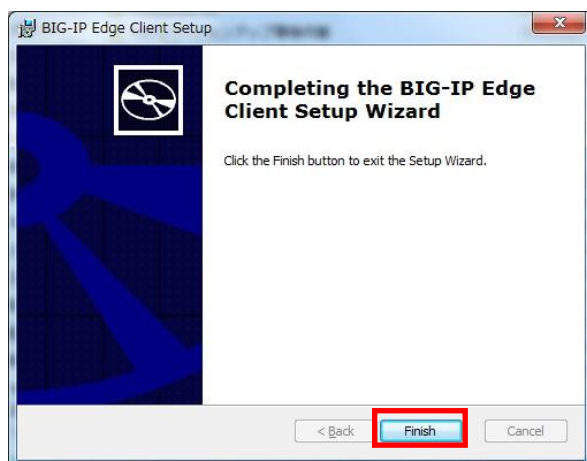 BIG-IP Edge Client Setup
Completing the BIG-IP Edge
Client Setup Wizard
Click the Finish button to exit the Setup Wizard.
< Back
Finish
Cancel